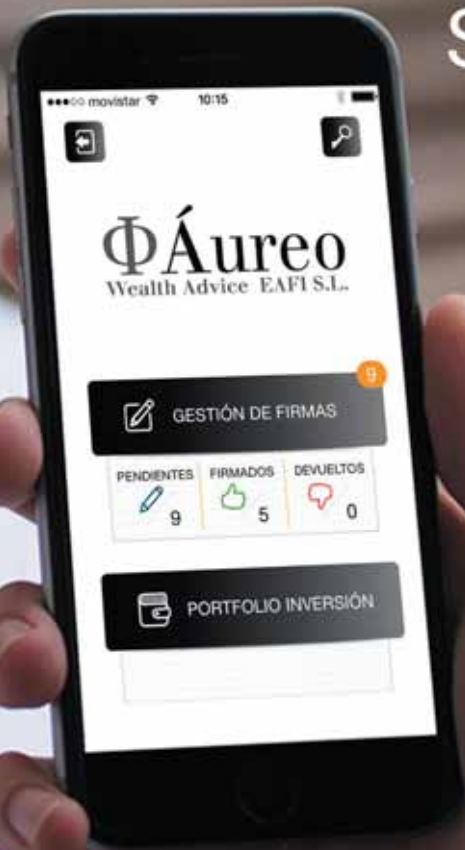 S
movistar 10:15
ΦÁureo
Wealth Advice EAFI S.L.
9
GESTIÓN DE FIRMAS
PENDIENTES FIRMADOS DEVUELTOS
9 5 0
PORTFOLIO INVERSIÓN